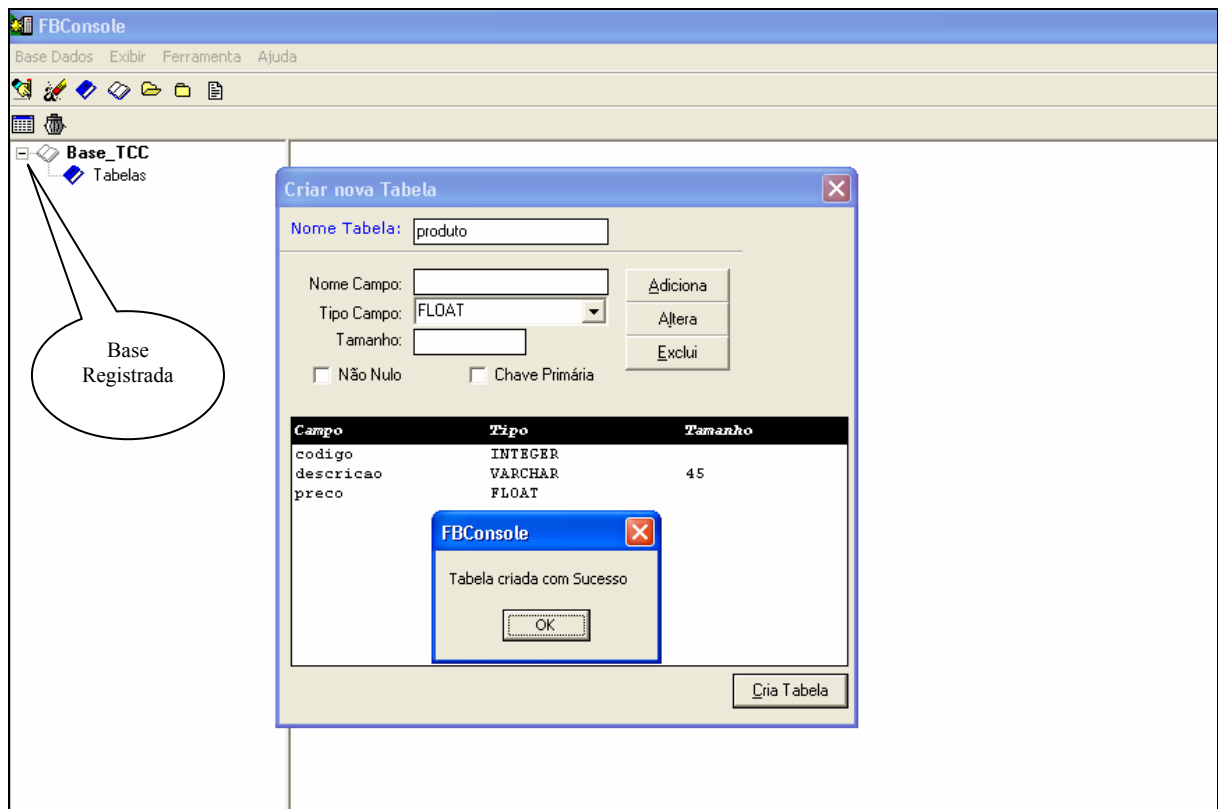 FBConsole
Base Dados Exibir Ferramenta Ajuda
Base_TCC
Tabelas
Base
Registrada
Criar nova Tabela
Nome Tabela: produto
Nome Campo:
Adiciona
Tipo Campo: FLOAT
Altera
Tamanho:
Exclui
Não Nulo Chave Primária
Campo Tipo Tamanho
codigo INTEGER
descricao VARCHAR 45
preco FLOAT
FBConsole
Tabela criada com Sucesso
OK
Cria Tabela